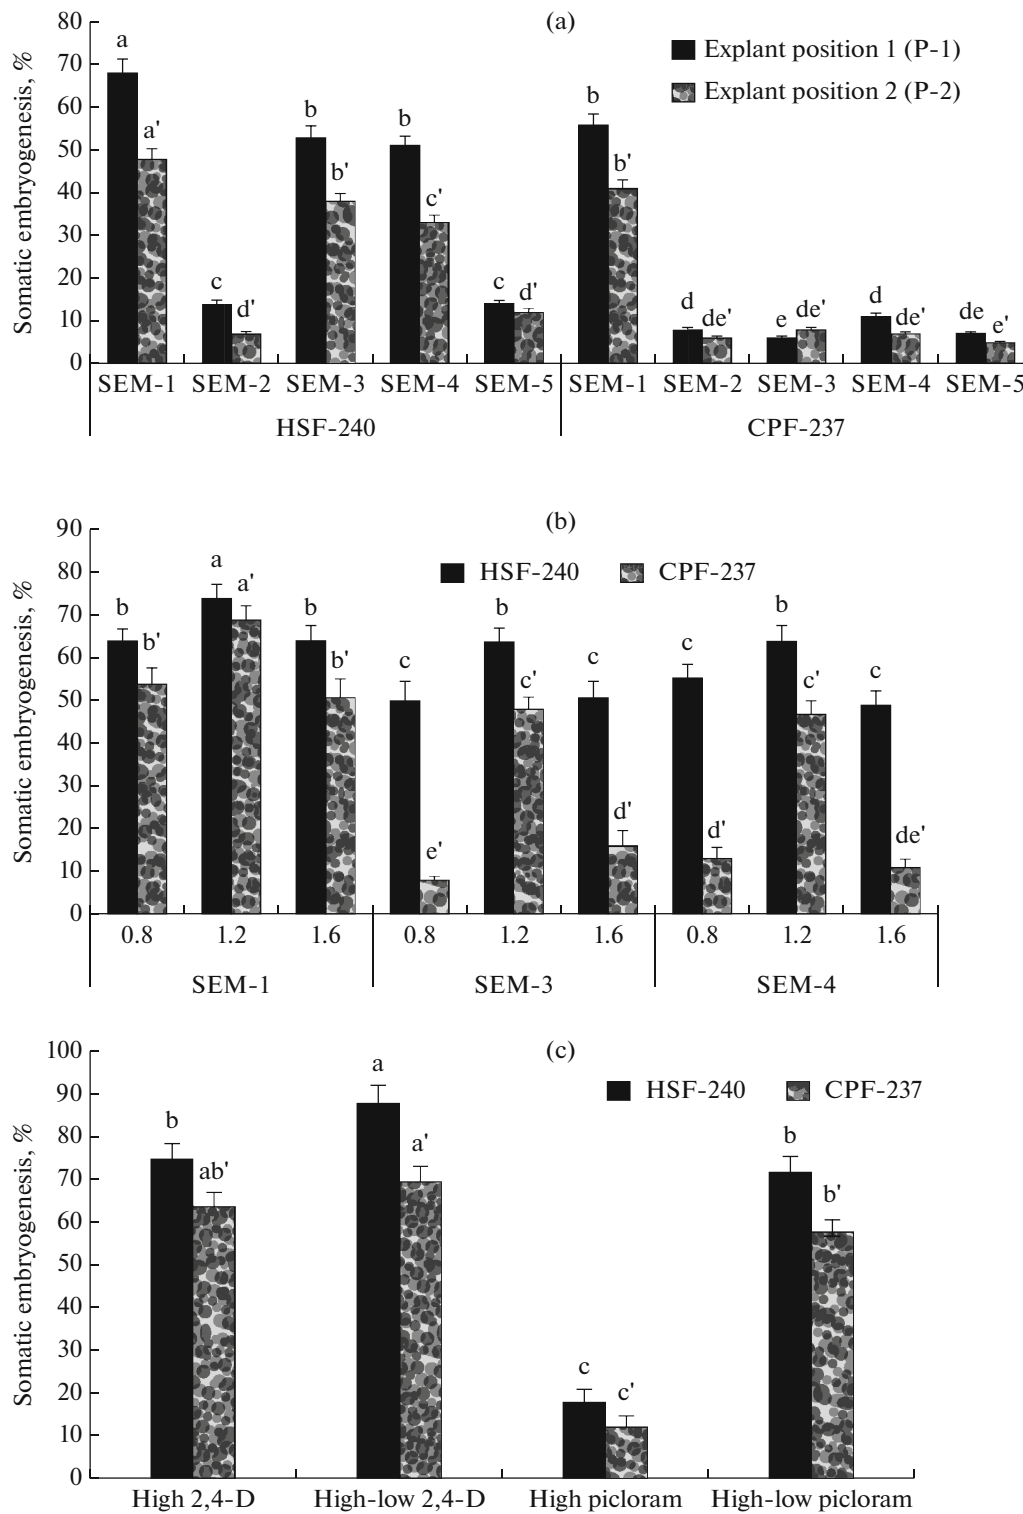 (a)
Somatic embryogenesis, %
80
70
60
50
40
30
20
10
0
Explant position 1 (P-1)
Explant position 2 (P-2)
a a' c d' b b' b c' c d' b b' d de' e de' d de' de e'
SEM-1 SEM-2 SEM-3 SEM-4 SEM-5 SEM-1 SEM-2 SEM-3 SEM-4 SEM-5
HSF-240 CPF-237
(b)
Somatic embryogenesis, %
90
80
70
60
50
40
30
20
10
0
HSF-240 CPF-237
b b' a a' b b' c e' b c' c d' c d' b c' c de'
0.8 1.2 1.6 0.8 1.2 1.6 0.8 1.2 1.6
SEM-1 SEM-3 SEM-4
(c)
Somatic embryogenesis, %
100
90
80
70
60
50
40
30
20
10
0
HSF-240 CPF-237
b ab' a a' c c' b b'
High 2,4-D High-low 2,4-D High picloram High-low picloram